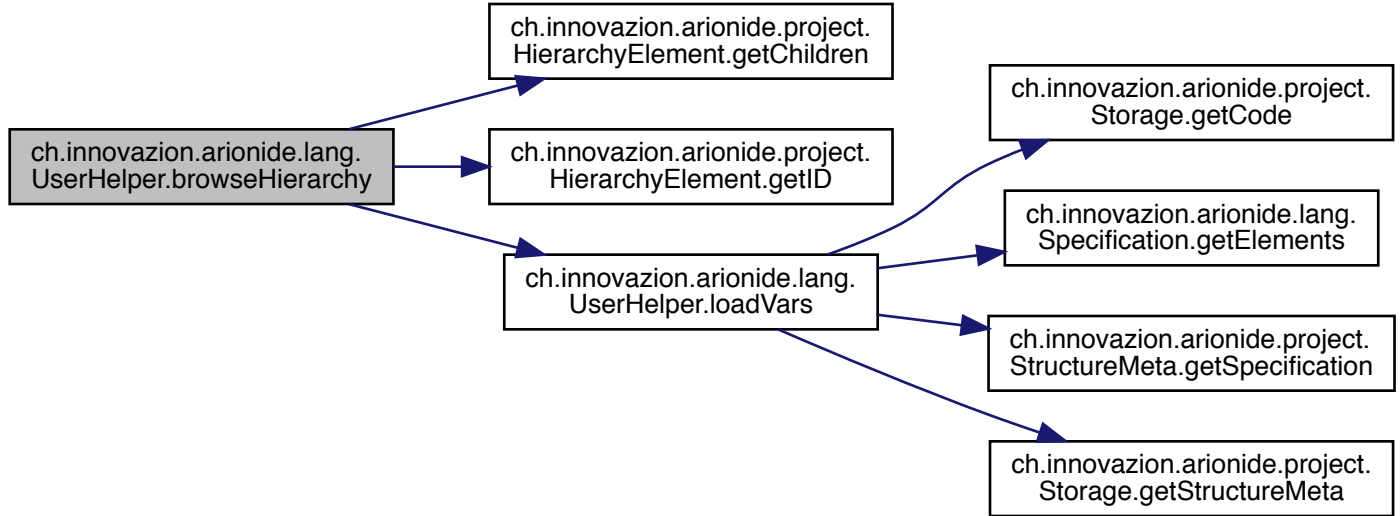 ch.innovazion.arionide.lang.
UserHelper.browseHierarchy
ch.innovazion.arionide.project.
HierarchyElement.getChildren
ch.innovazion.arionide.project.
HierarchyElement.getID
ch.innovazion.arionide.lang.
UserHelper.loadVars
ch.innovazion.arionide.project.
Storage.getCode
ch.innovazion.arionide.lang.
Specification.getElements
ch.innovazion.arionide.project.
StructureMeta.getSpecification
ch.innovazion.arionide.project.
Storage.getStructureMeta